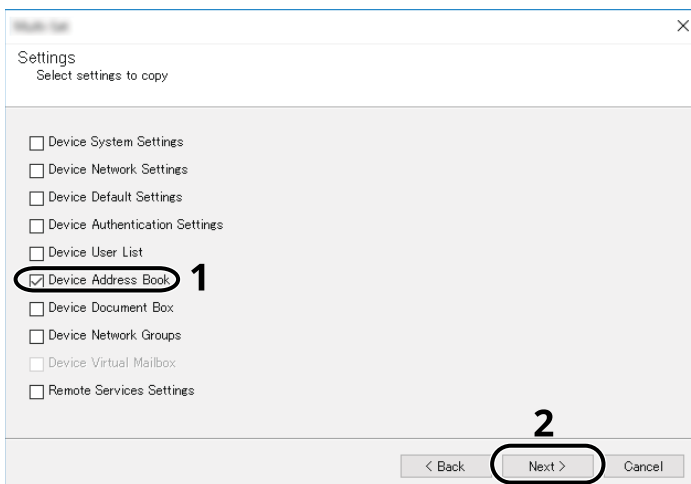 Settings
Select settings to copy
Device System Settings
Device Network Settings
Device Default Settings
Device Authentication Settings
Device User List
Device Address Book 1
Device Document Box
Device Network Groups
Device Virtual Mailbox
Remote Services Settings
2
< Back Next > Cancel